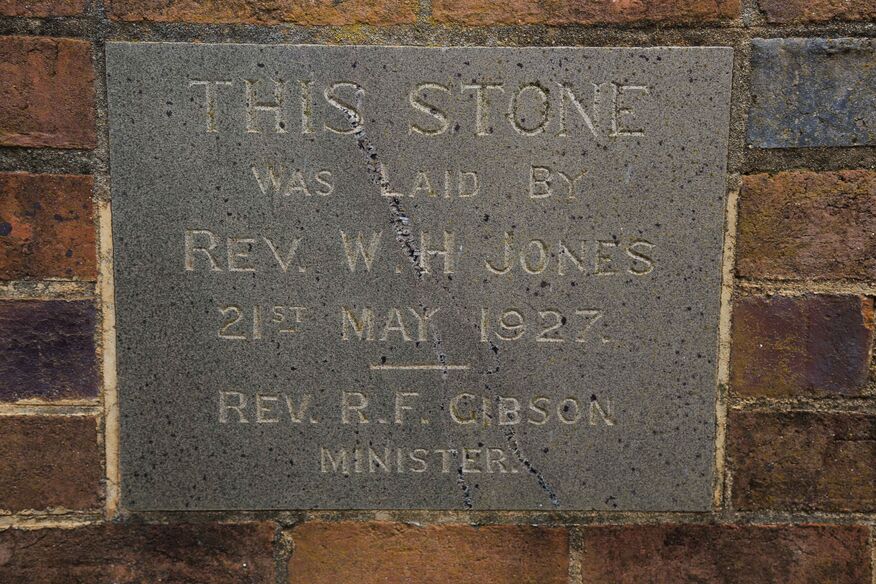 THIS STONE
WAS LAID BY
REV. W. H JONES
21ST MAY 1927.
REV. R.F. GIBSON
MINISTER.